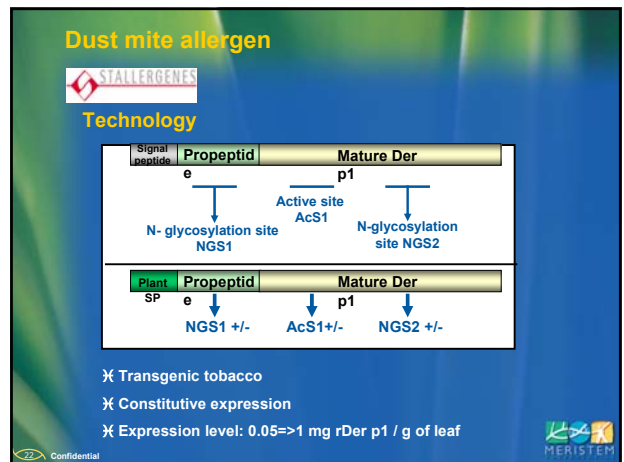 Dust mite allergen
STALLERGENES
Technology
Signal peptide
Propeptid
e
Mature Der
p1
N- glycosylation site
NGS1
Active site
AcS1
N-glycosylation
site NGS2
Plant
SP
Propeptid
e
Mature Der
p1
NGS1 +/-
AcS1+/-
NGS2 +/-
Transgenic tobacco
Constitutive expression
Expression level: 0.05=>1 mg rDer p1 / g of leaf
22
Confidential
MERISTEM